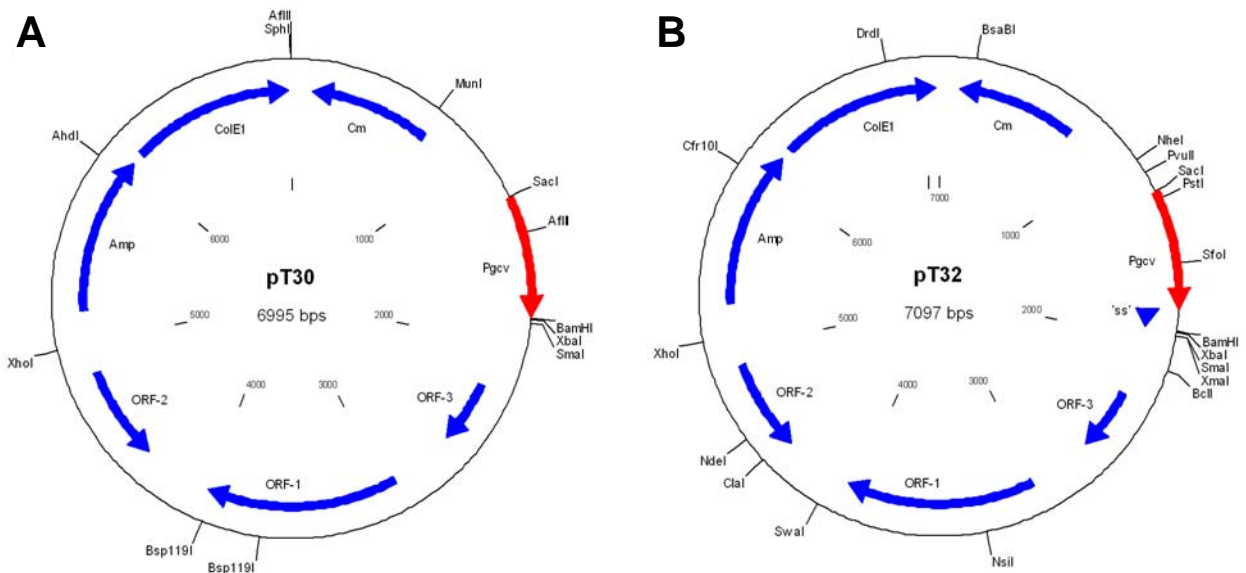 A
AflII
SphI
MunI
AhdI
ColE1
Cm
SacI
AflII
Amp
6000
1000
Pgcv
pT30
6995 bps
5000
2000
BamHI
XbaI
SmaI
XhoI
ORF-2
4000
3000
ORF-3
ORF-1
Bsp119I
Bsp119I
B
DrdI
BsaBI
ColE1
Cm
Cfr10I
NheI
PvuII
SacI
PstI
7000
Amp
6000
1000
Pgcv
SfoI
pT32
7097 bps
'ss'
5000
2000
BamHI
XbaI
SmaI
XmaI
BclI
XhoI
ORF-2
4000
3000
ORF-3
NdeI
ClaI
ORF-1
SwaI
NsiI